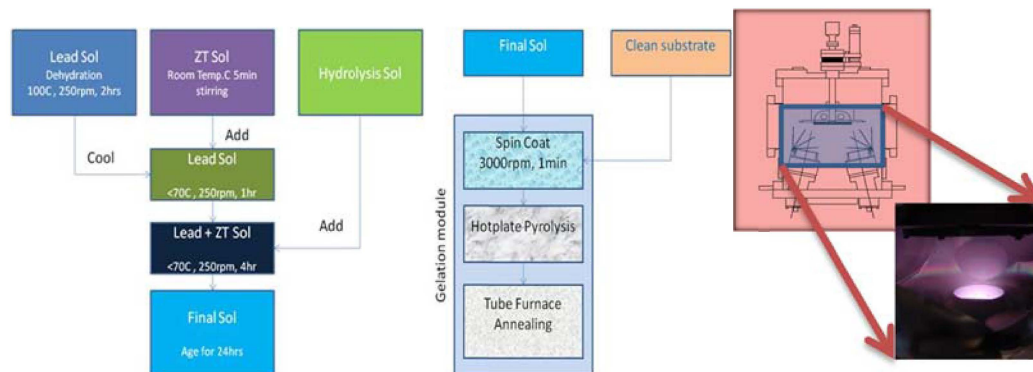 Lead Sol
Dehydration
100C , 250rpm, 2hrs
ZT Sol
Room Temp.C 5min
stirring
Hydrolysis Sol
Add
Cool
Lead Sol
<70C , 250rpm, 1hr
Add
Lead + ZT Sol
<70C , 250rpm, 4hr
Final Sol
Age for 24hrs
Final Sol
Clean substrate
Gelation module
Spin Coat
3000rpm, 1min
Hotplate Pyrolysis
Tube Furnace
Annealing